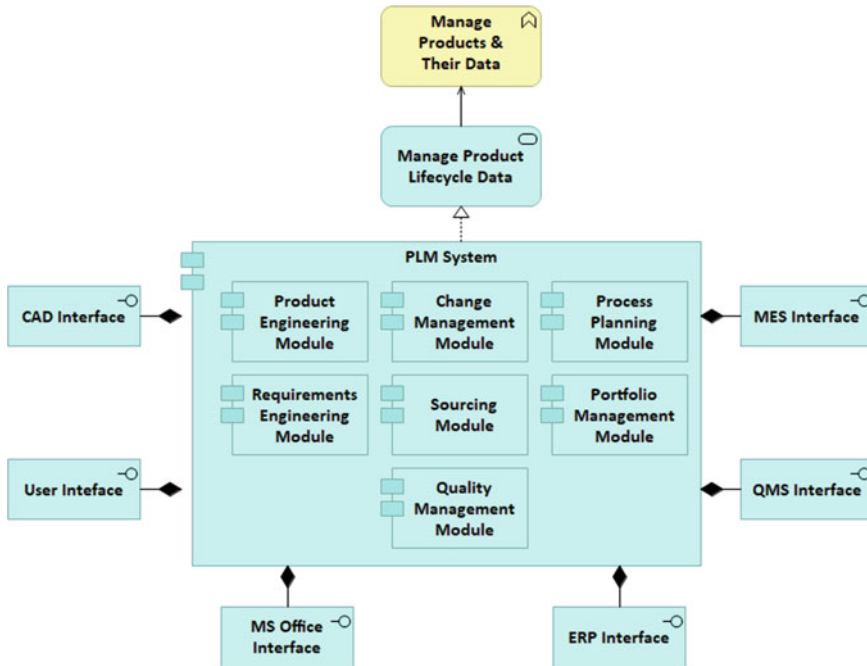 Manage
Products &
Their Data
Manage Product
Lifecycle Data
PLM System
Product
Engineering
Module
Change
Management
Module
Process
Planning
Module
CAD Interface
MES Interface
Requirements
Engineering
Module
Sourcing
Module
Portfolio
Management
Module
User Inteface
QMS Interface
Quality
Management
Module
MS Office
Interface
ERP Interface